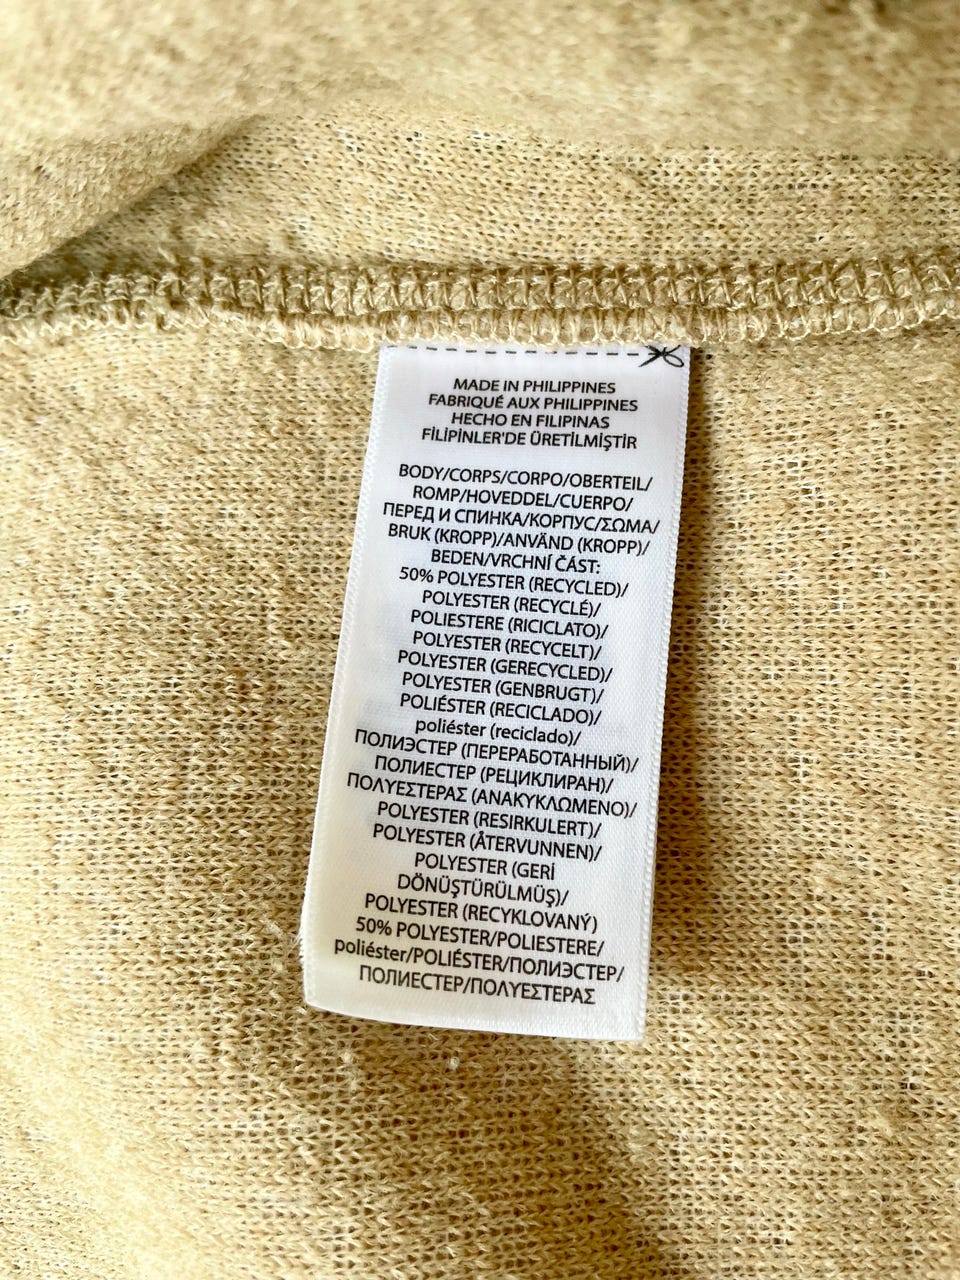 MADE IN PHILIPPINES
FABRIQUÉ AUX PHILIPPINES
HECHO EN FILIPINAS
FİLİPİNLER'DE ÜRETİLMİŞTİR
BODY/CORPS/CORPO/OBERTEIL/
ROMP/HOVEDDEL/CUERPO/
ПЕРЕД И СПИНКА/КОРПУС/ΣΩΜΑ/
BRUK (KROPP)/ANVÄND (KROPP)/
BEDEN/VRCHNÍ ČÁST:
50% POLYESTER (RECYCLED)/
POLYESTER (RECYCLÉ)/
POLIESTERE (RICICLATO)/
POLYESTER (RECYCELT)/
POLYESTER (GERECYCLED)/
POLYESTER (GENBRUGT)/
POLIÉSTER (RECICLADO)/
poliéster (reciclado)/
ПОЛИЭСТЕР (ПЕРЕРАБОТАННЫЙ)/
ПОЛИЕСТЕР (РЕЦИКЛИРАН)/
ΠΟΛΥΕΣΤΕΡΑΣ (ΑΝΑΚΥΚΛΩΜΕΝΟ)/
POLYESTER (RESIRKULERT)/
POLYESTER (ÅTERVUNNEN)/
POLYESTER (GERİ
DÖNÜŞTÜRÜLMÜŞ)/
POLYESTER (RECYKLOVANÝ)
50% POLYESTER/POLIESTERE/
poliéster/POLIÉSTER/ПОЛИЭСТЕР/
ПОЛИЕСТЕР/ΠΟΛΥΕΣΤΕΡΑΣ